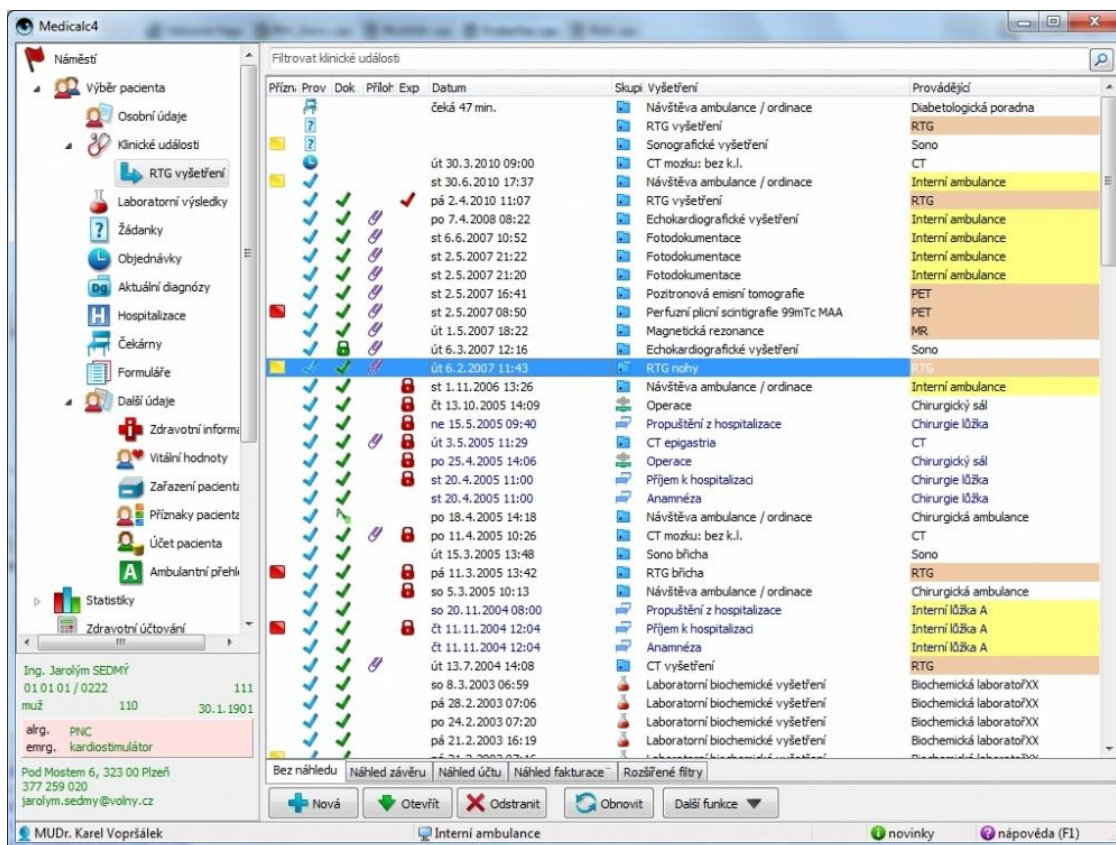 Medicalc4
Náměstí
Výběr pacienta
Osobní údaje
Klinické události
RTG vyšetření
Laboratorní výsledky
Žádanky
Objednávky
Aktuální diagnózy
Hospitalizace
Čekárny
Formuláře
Další údaje
Zdravotní informa
Vitální hodnoty
Zařazení pacienta
Příznaky pacienta
Účet pacienta
Ambulantní přehl
Statistiky
Zdravotní účtování
Ing. Jarolým SEDMÝ
01 01 01 / 0222 111
muž 110 30.1.1901
alrg. PNC
emrg. kardiostimulátor
Pod Mostem 6, 323 00 Plzeň
377 259 020
jarolym.sedmy@volny.cz
Filtrovat klinické události
Přízn. Prov Dok Příloh Exp Datum Skupi Vyšetření Provádějící
čeká 47 min. Návštěva ambulance / ordinace Diabetologická poradna
RTG vyšetření RTG
Sonografické vyšetření Sono
út 30.3.2010 09:00 CT mozku: bez k.l. CT
st 30.6.2010 17:37 Návštěva ambulance / ordinace Interní ambulance
pá 2.4.2010 11:07 RTG vyšetření RTG
po 7.4.2008 08:22 Echokardiografické vyšetření Interní ambulance
st 6.6.2007 10:52 Fotodokumentace Interní ambulance
st 2.5.2007 21:22 Fotodokumentace Interní ambulance
st 2.5.2007 21:20 Fotodokumentace Interní ambulance
st 2.5.2007 16:41 Pozitronová emisní tomografie PET
st 2.5.2007 08:50 Perfuzní plicní scintigrafie 99mTc MAA PET
út 1.5.2007 18:22 Magnetická rezonance MR
út 6.3.2007 12:16 Echokardiografické vyšetření Sono
út 6.2.2007 11:43 RTG nohy RTG
st 1.11.2006 13:26 Návštěva ambulance / ordinace Interní ambulance
čt 13.10.2005 14:09 Operace Chirurgický sál
ne 15.5.2005 09:40 Propuštění z hospitalizace Chirurgie lůžka
út 3.5.2005 11:29 CT epigastria CT
po 25.4.2005 14:06 Operace Chirurgický sál
st 20.4.2005 11:00 Příjem k hospitalizaci Chirurgie lůžka
st 20.4.2005 11:00 Anamnéza Chirurgie lůžka
po 18.4.2005 14:18 Návštěva ambulance / ordinace Chirurgická ambulance
po 11.4.2005 10:26 CT mozku: bez k.l. CT
út 15.3.2005 13:48 Sono břicha Sono
pá 11.3.2005 13:42 RTG břicha RTG
so 5.3.2005 10:13 Návštěva ambulance / ordinace Chirurgická ambulance
so 20.11.2004 08:00 Propuštění z hospitalizace Interní lůžka A
čt 11.11.2004 12:04 Příjem k hospitalizaci Interní lůžka A
čt 11.11.2004 12:04 Anamnéza Interní lůžka A
út 13.7.2004 14:08 CT vyšetření RTG
so 8.3.2003 06:59 Laboratorní biochemické vyšetření Biochemická laboratořXX
pá 28.2.2003 07:06 Laboratorní biochemické vyšetření Biochemická laboratořXX
po 24.2.2003 07:20 Laboratorní biochemické vyšetření Biochemická laboratořXX
pá 21.2.2003 16:19 Laboratorní biochemické vyšetření Biochemická laboratořXX
Bez náhledu Náhled závěru Náhled účtu Náhled fakturace Rozšířené filtry
Nová Otevřít Odstranit Obnovit Další funkce
MUDr. Karel Vopršálek Interní ambulance novinky nápověda (F1)